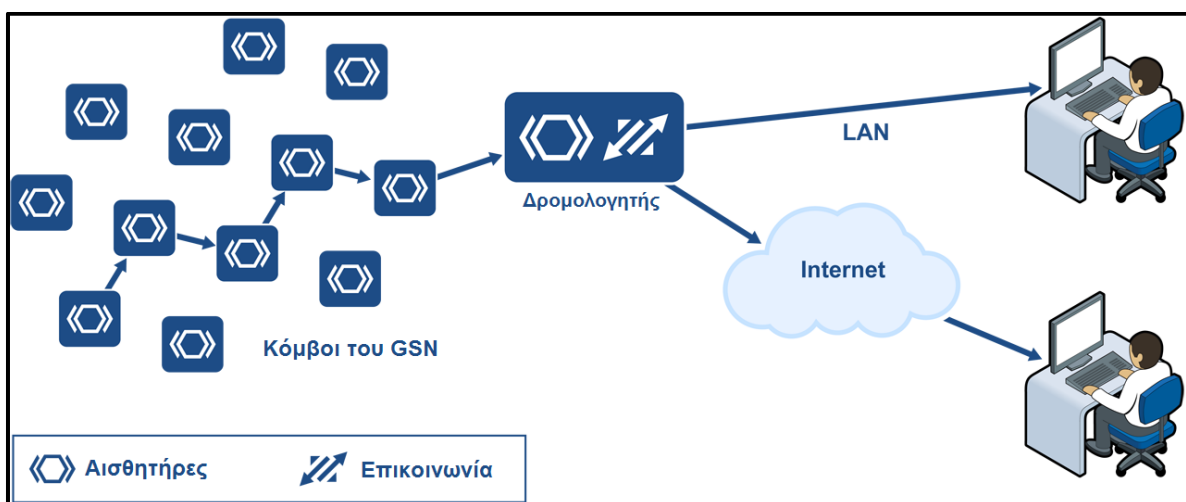 LAN
Δρομολογητής
Internet
Κόμβοι του GSN
Αισθητήρες
Επικοινωνία